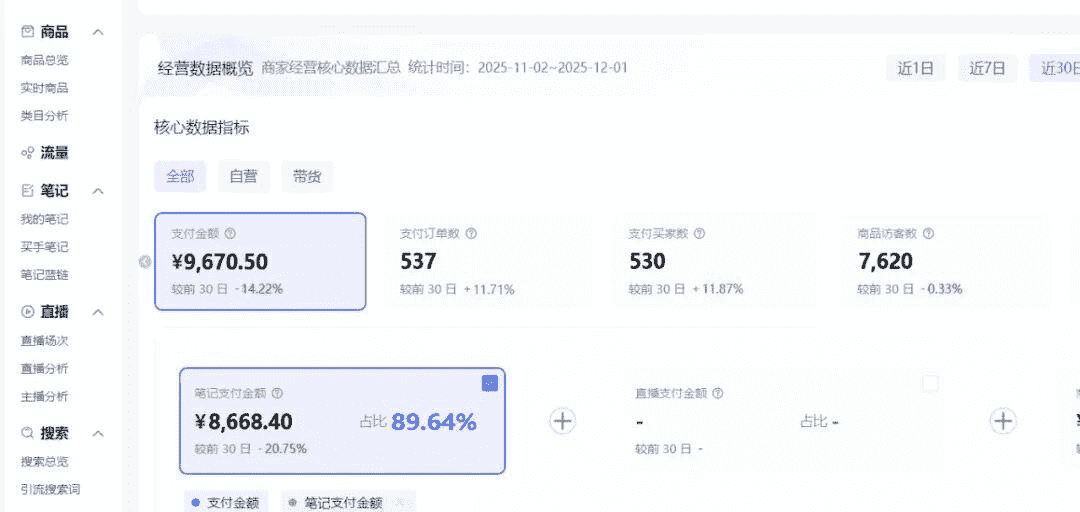 商品
商品总览
实时商品
类目分析
流量
笔记
我的笔记
买手笔记
笔记蓝链
直播
直播场次
直播分析
主播分析
搜索
搜索总览
引流搜索词
经营数据概览 商家经营核心数据汇总 统计时间：2025-11-02~2025-12-01
近1日 近7日 近30日
核心数据指标
全部 自营 带货
支付金额 支付订单数 支付买家数 商品访客数
¥9,670.50 537 530 7,620
较前 30 日 -14.22% 较前 30 日 +11.71% 较前 30 日 +11.87% 较前 30 日 -0.33%
笔记支付金额 直播支付金额
¥8,668.40 占比 89.64% - 占比 -
较前 30 日 -20.75% 较前 30 日 -
支付金额 笔记支付金额